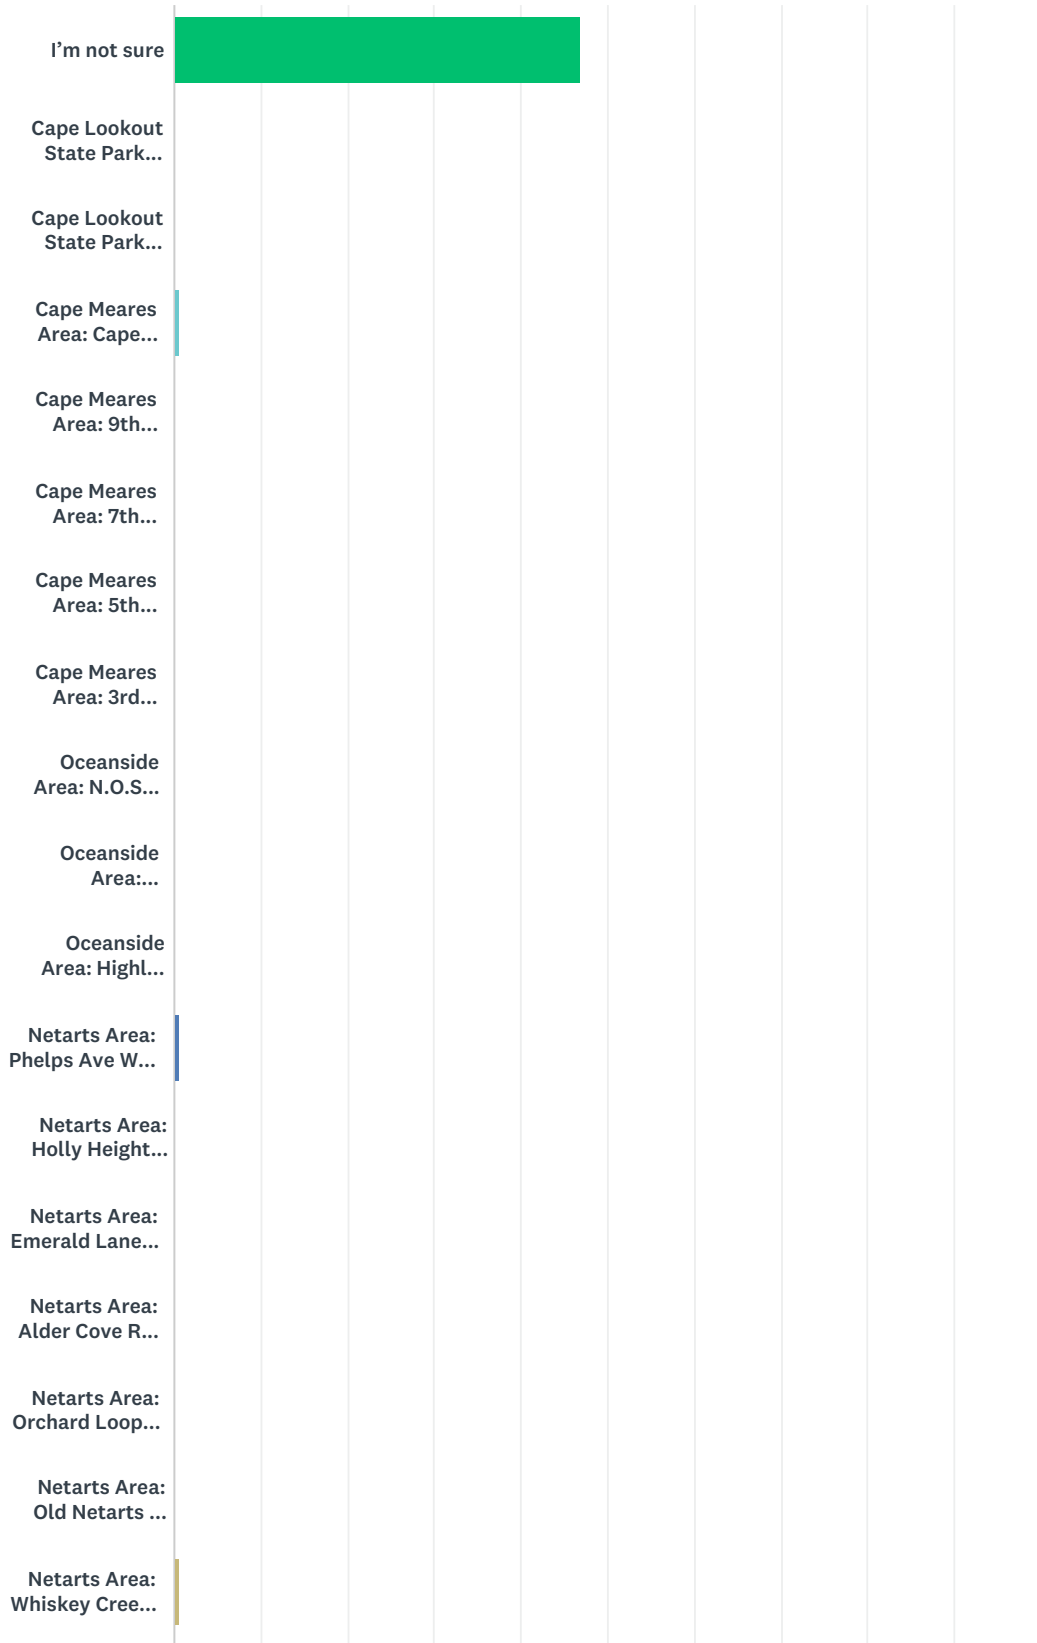 I’m not sure
Cape Lookout
State Park...
Cape Lookout
State Park...
Cape Meares
Area: Cape...
Cape Meares
Area: 9th...
Cape Meares
Area: 7th...
Cape Meares
Area: 5th...
Cape Meares
Area: 3rd...
Oceanside
Area: N.O.S...
Oceanside
Area:...
Oceanside
Area: Highl...
Netarts Area:
Phelps Ave W...
Netarts Area:
Holly Height...
Netarts Area:
Emerald Lane...
Netarts Area:
Alder Cove R...
Netarts Area:
Orchard Loop...
Netarts Area:
Old Netarts ...
Netarts Area:
Whiskey Cree...